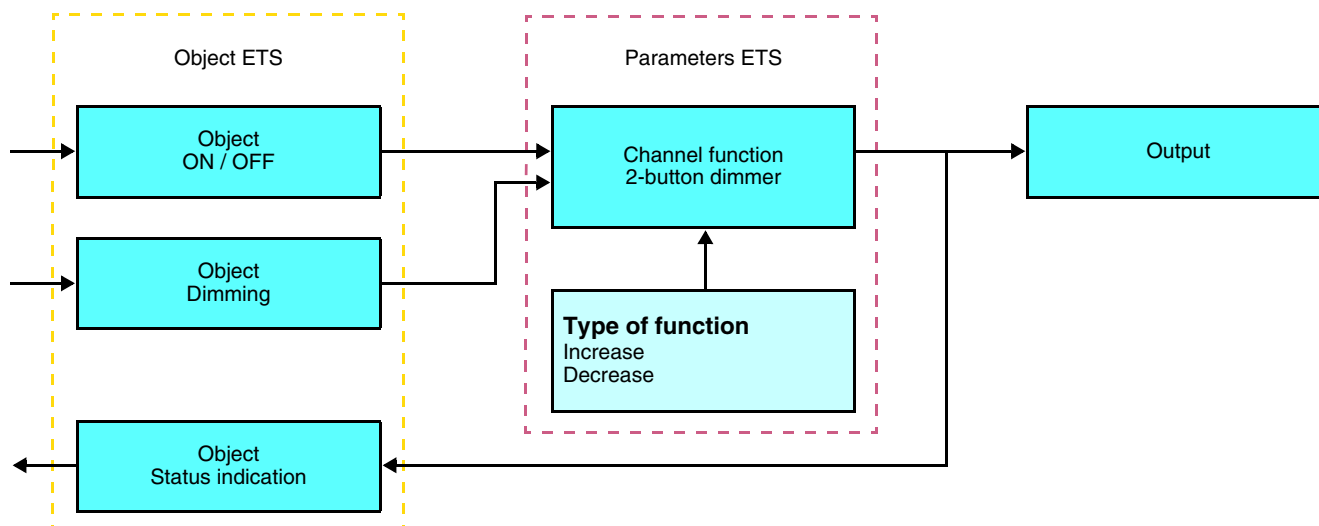 Object ETS
Parameters ETS
Object
ON / OFF
Channel function
2-button dimmer
Output
Object
Dimming
Type of function
Increase
Decrease
Object
Status indication